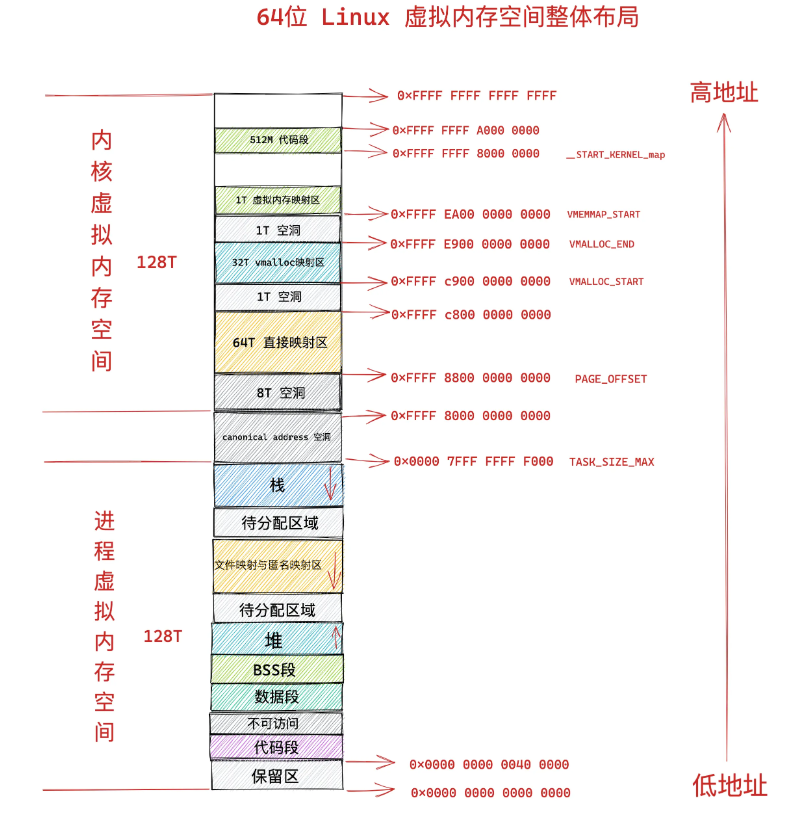 64位 Linux 虚拟内存空间整体布局
高地址
0×FFFF FFFF FFFF FFFF
512M 代码段
0×FFFF FFFF A000 0000
0×FFFF FFFF 8000 0000 __START_KERNEL_map
内核虚拟内存空间
128T
1T 虚拟内存映射区
0×FFFF EA00 0000 0000 VMEMMAP_START
1T 空洞
0×FFFF E900 0000 0000 VMALLOC_END
32T vmalloc映射区
0×FFFF c900 0000 0000 VMALLOC_START
1T 空洞
0×FFFF c800 0000 0000
64T 直接映射区
0×FFFF 8800 0000 0000 PAGE_OFFSET
8T 空洞
0×FFFF 8000 0000 0000
canonical address 空洞
0×0000 7FFF FFFF F000 TASK_SIZE_MAX
进程虚拟内存空间
128T
栈
待分配区域
文件映射与匿名映射区
待分配区域
堆
BSS段
数据段
不可访问
代码段
0×0000 0000 0040 0000
保留区
0×0000 0000 0000 0000
低地址